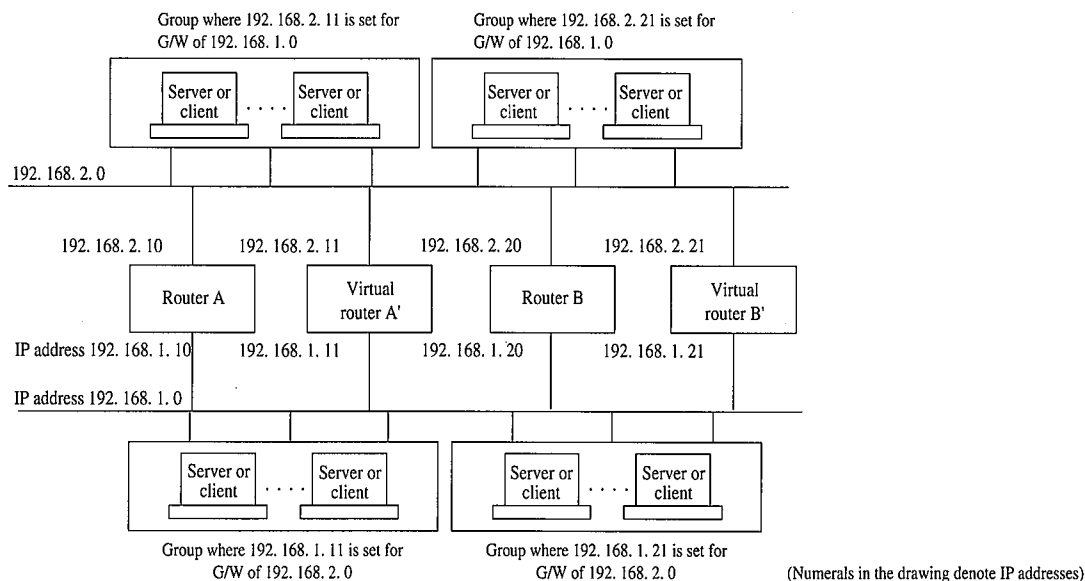 Group where 192. 168. 2. 11 is set for
G/W of 192. 168. 1. 0
Group where 192. 168. 2. 21 is set for
G/W of 192. 168. 1. 0
Server or
client
. . . .
Server or
client
Server or
client
. . . .
Server or
client
192. 168. 2. 0
192. 168. 2. 10
192. 168. 2. 11
192. 168. 2. 20
192. 168. 2. 21
Router A
Virtual
router A'
Router B
Virtual
router B'
IP address 192. 168. 1. 10
192. 168. 1. 11
192. 168. 1. 20
192. 168. 1. 21
IP address 192. 168. 1. 0
Server or
client
. . . .
Server or
client
Server or
client
. . . .
Server or
client
Group where 192. 168. 1. 11 is set for
G/W of 192. 168. 2. 0
Group where 192. 168. 1. 21 is set for
G/W of 192. 168. 2. 0
(Numerals in the drawing denote IP addresses)